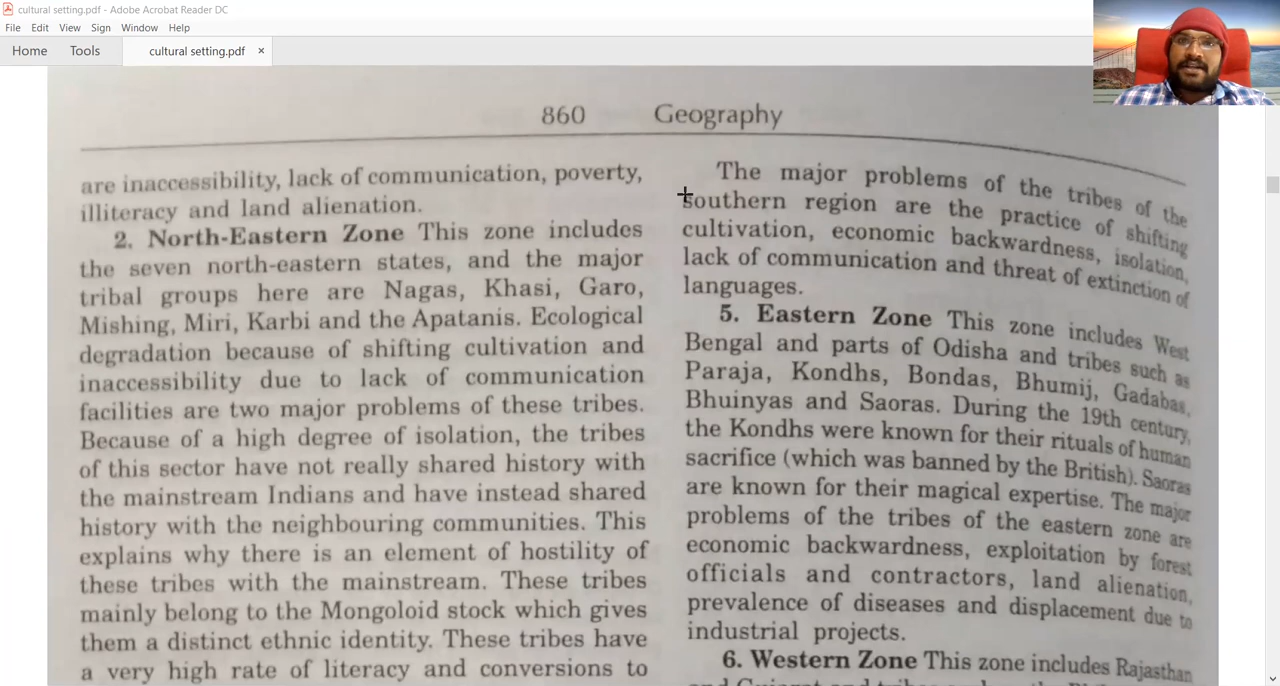 cultural setting.pdf - Adobe Acrobat Reader DC
File Edit View Sign Window Help
Home Tools cultural setting.pdf ×
860 Geography
are inaccessibility, lack of communication, poverty,
illiteracy and land alienation.
2. North-Eastern Zone This zone includes
the seven north-eastern states, and the major
tribal groups here are Nagas, Khasi, Garo,
Mishing, Miri, Karbi and the Apatanis. Ecological
degradation because of shifting cultivation and
inaccessibility due to lack of communication
facilities are two major problems of these tribes.
Because of a high degree of isolation, the tribes
of this sector have not really shared history with
the mainstream Indians and have instead shared
history with the neighbouring communities. This
explains why there is an element of hostility of
these tribes with the mainstream. These tribes
mainly belong to the Mongoloid stock which gives
them a distinct ethnic identity. These tribes have
a very high rate of literacy and conversions to
The major problems of the tribes of the
southern region are the practice of shifting
cultivation, economic backwardness, isolation,
lack of communication and threat of extinction of
languages.
5. Eastern Zone This zone includes West
Bengal and parts of Odisha and tribes such as
Paraja, Kondhs, Bondas, Bhumij, Gadabas,
Bhuinyas and Saoras. During the 19th century,
the Kondhs were known for their rituals of human
sacrifice (which was banned by the British). Saoras
are known for their magical expertise. The major
problems of the tribes of the eastern zone are
economic backwardness, exploitation by forest
officials and contractors, land alienation,
prevalence of diseases and displacement due to
industrial projects.
6. Western Zone This zone includes Rajasthan